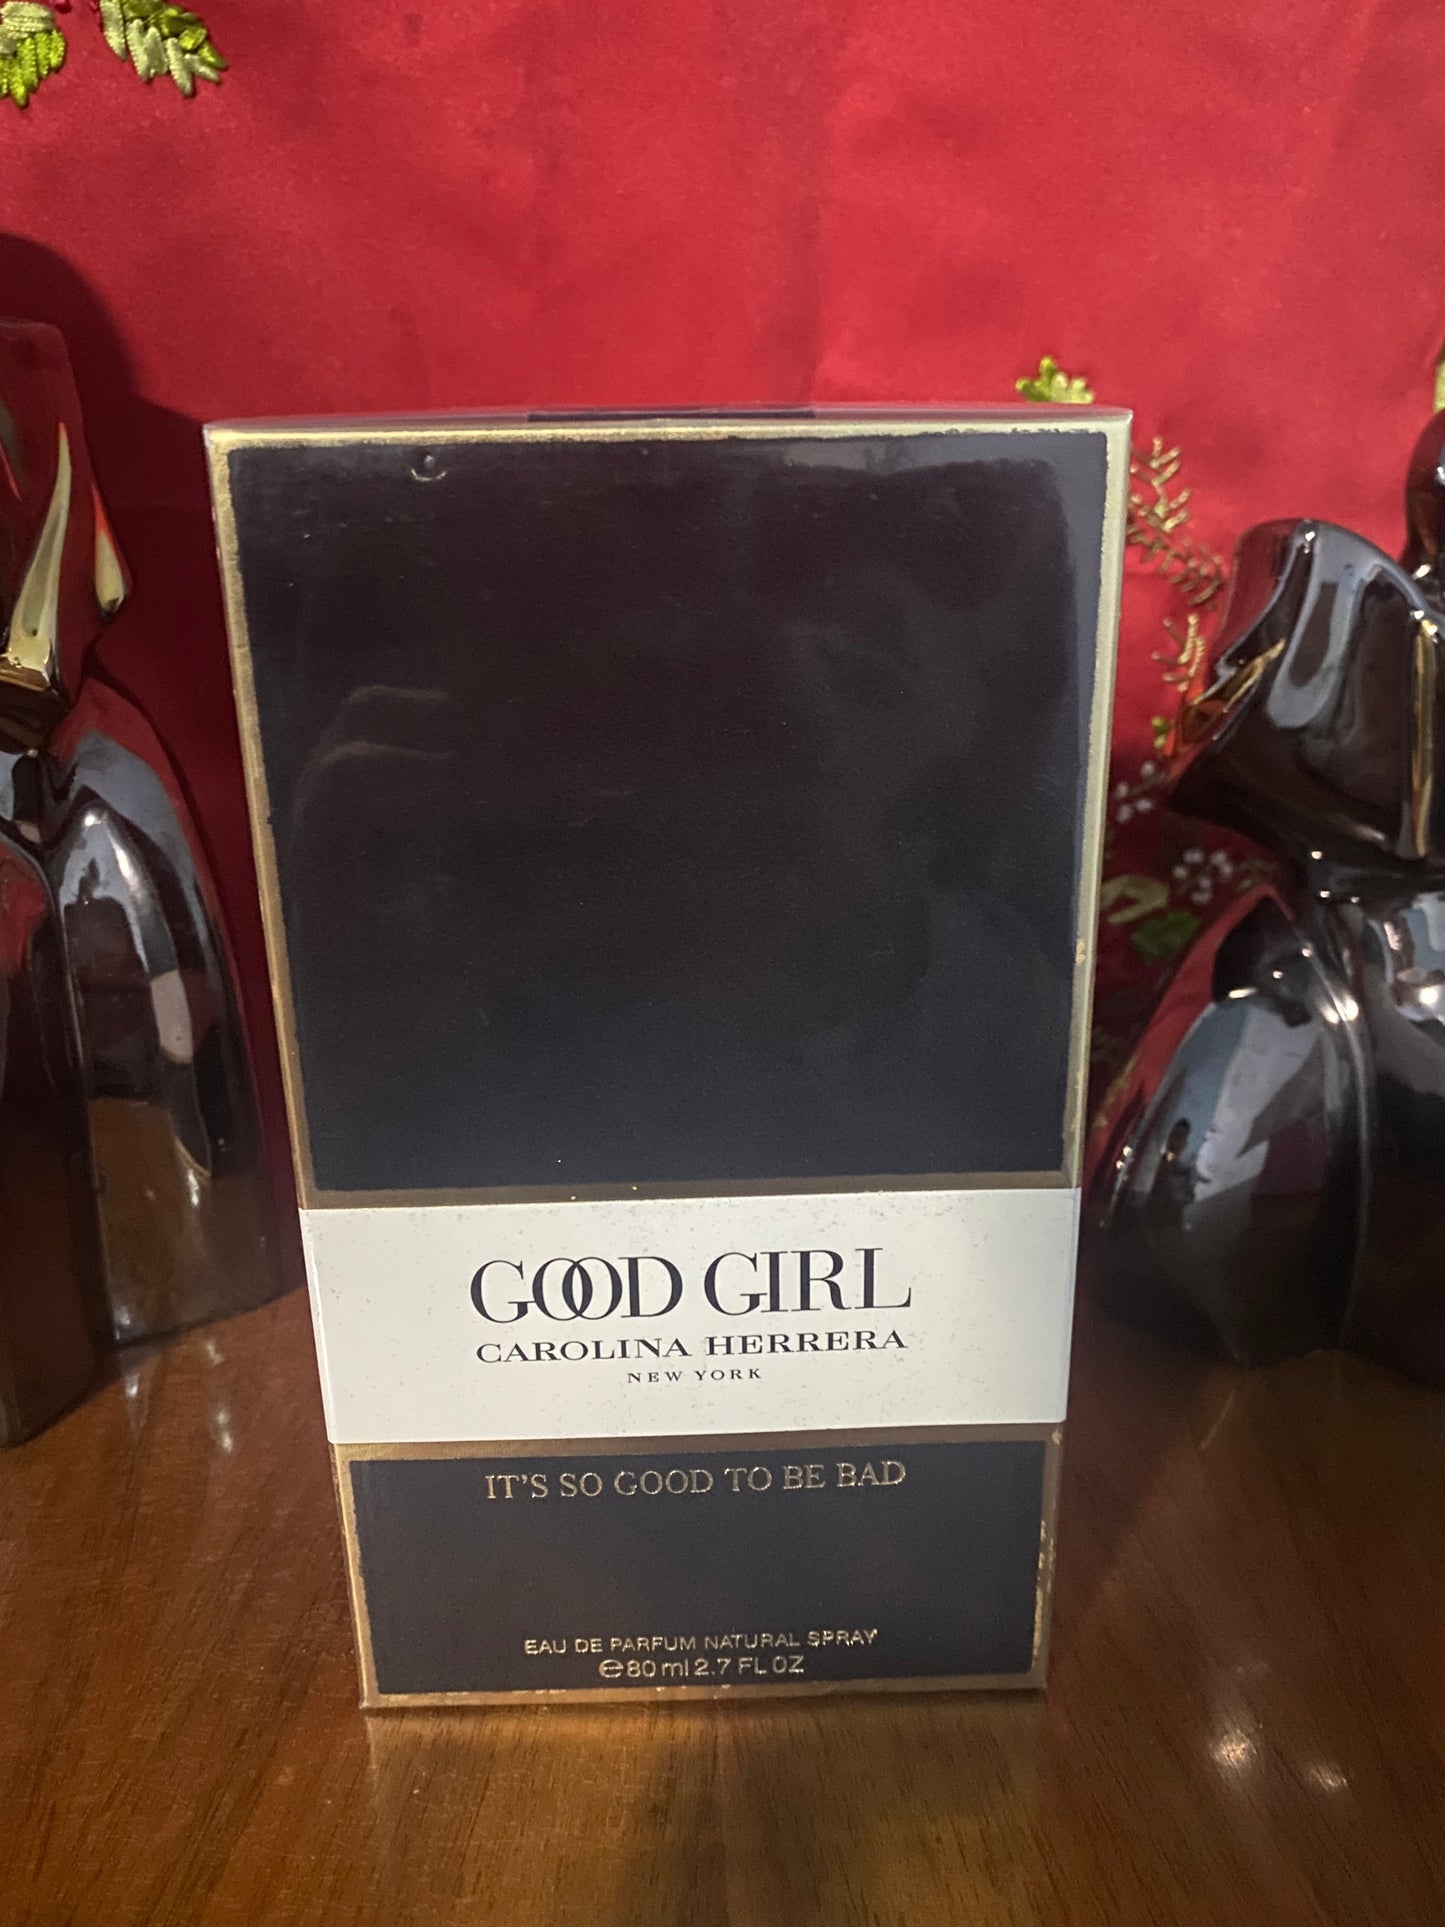 GOOD GIRL
CAROLINA HERRERA
NEW YORK
IT'S SO GOOD TO BE BAD
EAU DE PARFUM NATURAL SPRAY
℮80 ml 2.7 FL OZ